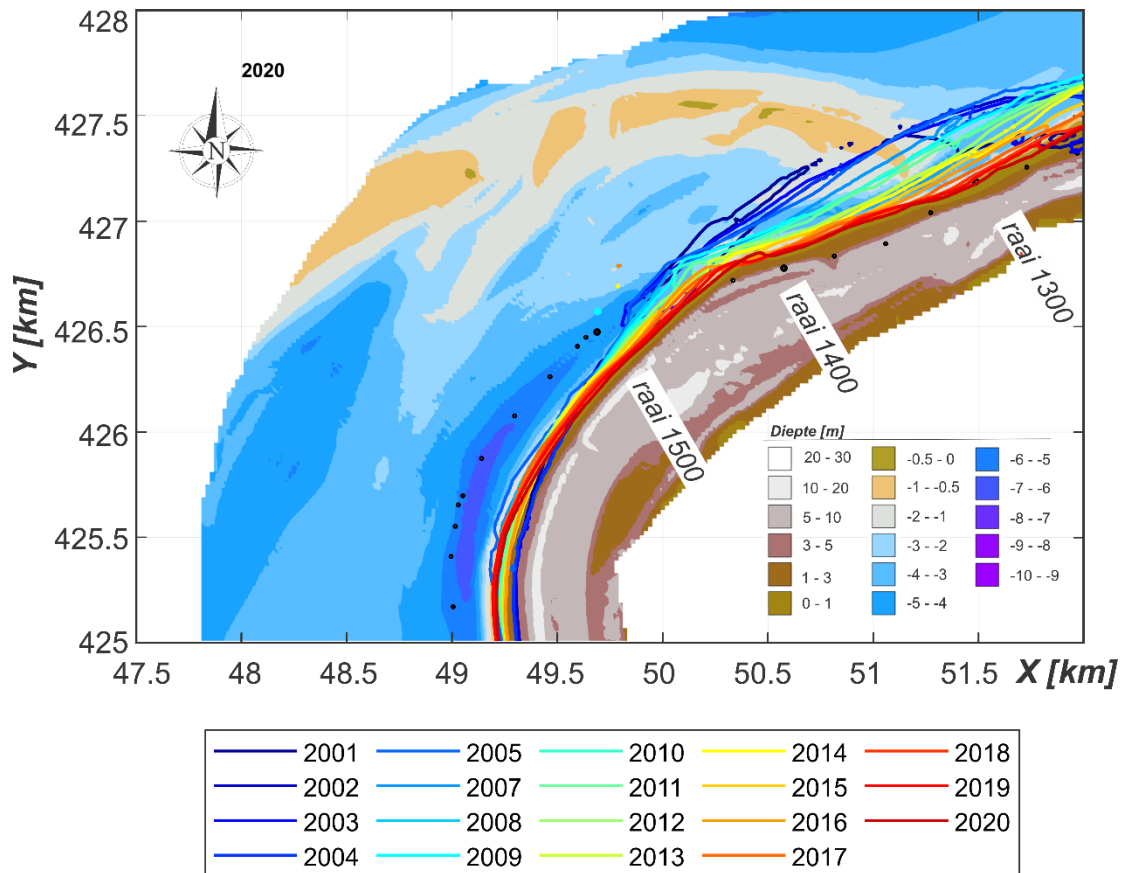 428
427.5
427
426.5
426
425.5
425
Y [km]
2020
N
raai 1300
raai 1400
raai 1500
Diepte [m]
20 - 30
10 - 20
5 - 10
3 - 5
1 - 3
0 - 1
-0.5 - 0
-1 - -0.5
-2 - -1
-3 - -2
-4 - -3
-5 - -4
-6 - -5
-7 - -6
-8 - -7
-9 - -8
-10 - -9
47.5 48 48.5 49 49.5 50 50.5 51 51.5 X [km]
2001 2005 2010 2014 2018
2002 2007 2011 2015 2019
2003 2008 2012 2016 2020
2004 2009 2013 2017